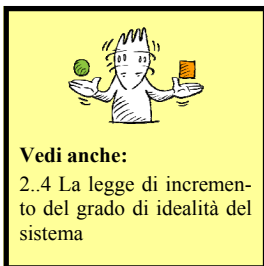 Vedi anche:
2..4 La legge di incremen-
to del grado di idealità del
sistema